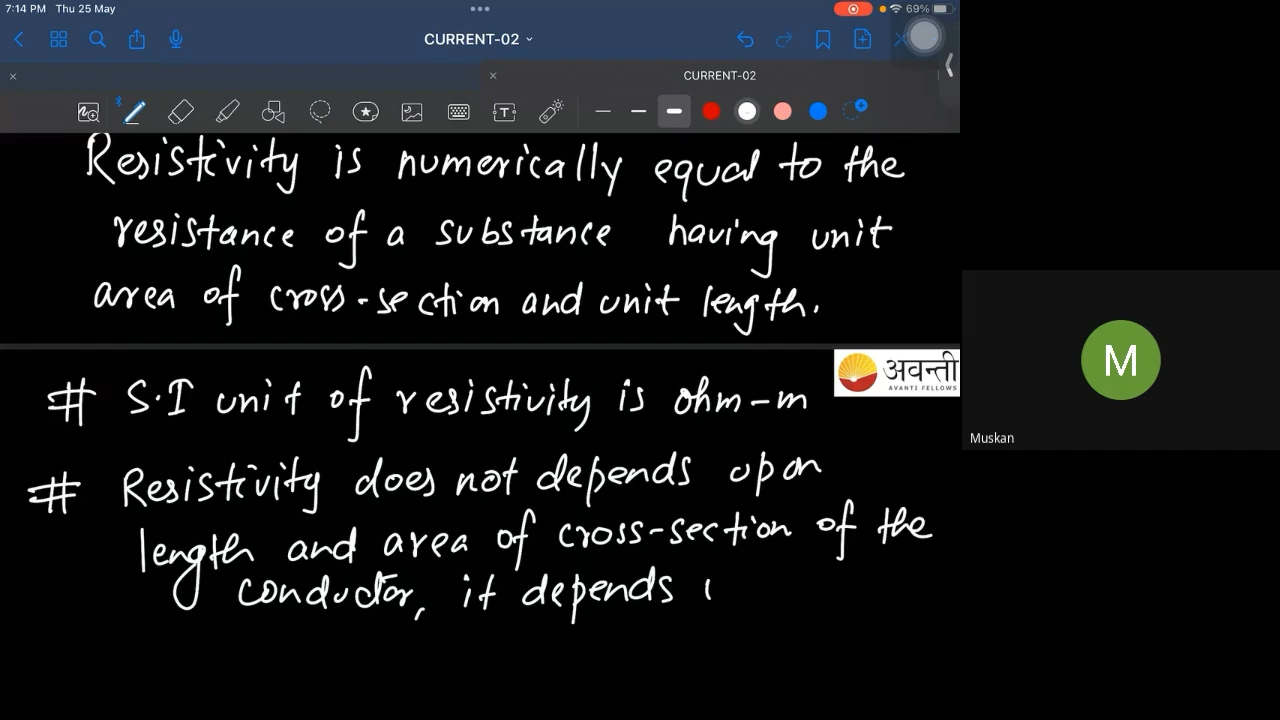 7:14 PM Thu 25 May
69%
CURRENT-02
CURRENT-02
Resistivity is numerically equal to the
resistance of a substance having unit
area of cross-section and unit length.
अवन्ती
AVANTI FELLOWS
# S.I unit of resistivity is ohm-m
# Resistivity does not depends upon
length and area of cross-section of the
conductor, it depends
M
Muskan